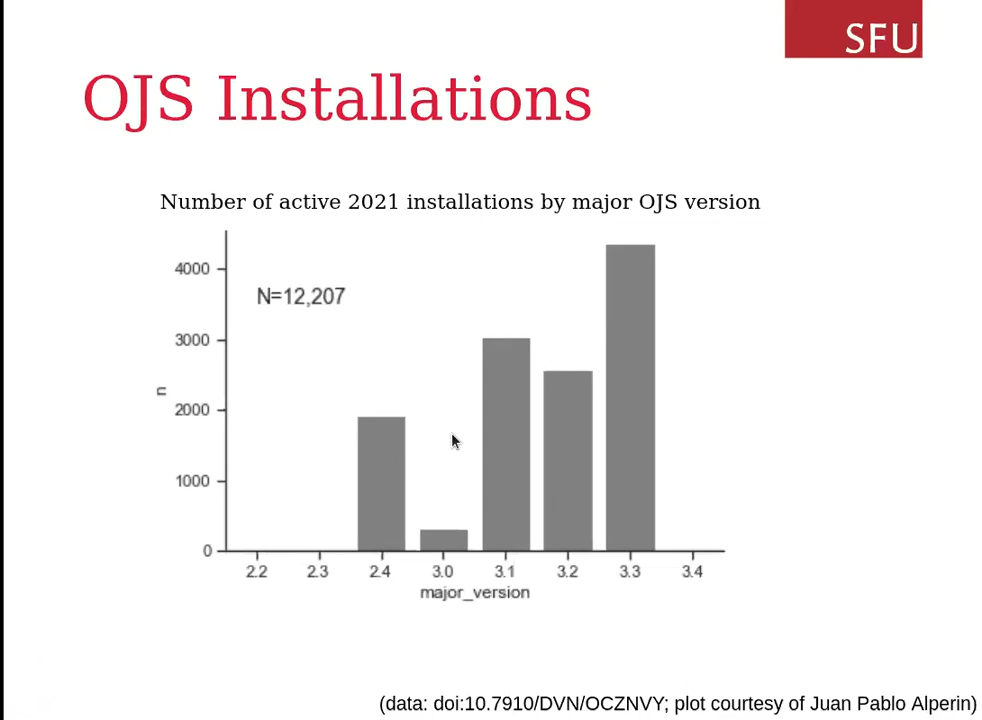 SFU
OJS Installations
Number of active 2021 installations by major OJS version
N=12,207
4000
3000
2000
1000
0
n
2.2 2.3 2.4 3.0 3.1 3.2 3.3 3.4
major_version
(data: doi:10.7910/DVN/OCZNVY; plot courtesy of Juan Pablo Alperin)